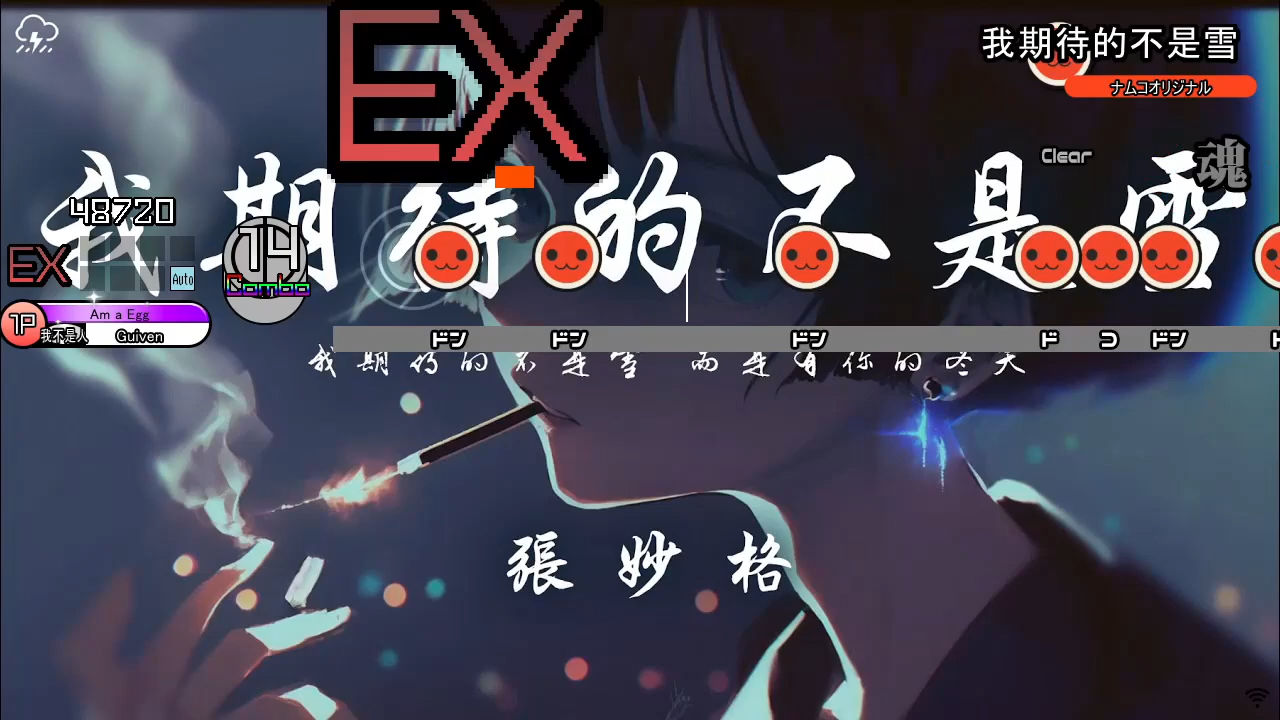 EX
我期待的不是雪
ナムコオリジナル
Clear
魂
我期待的不是雪
48720
EX
Auto
14
Combo
Am a Egg
1P
我不是人
Guiven
ドン ドン ドン ド コ ドン
我期待的不是雪 而是有你的冬天
張妙格